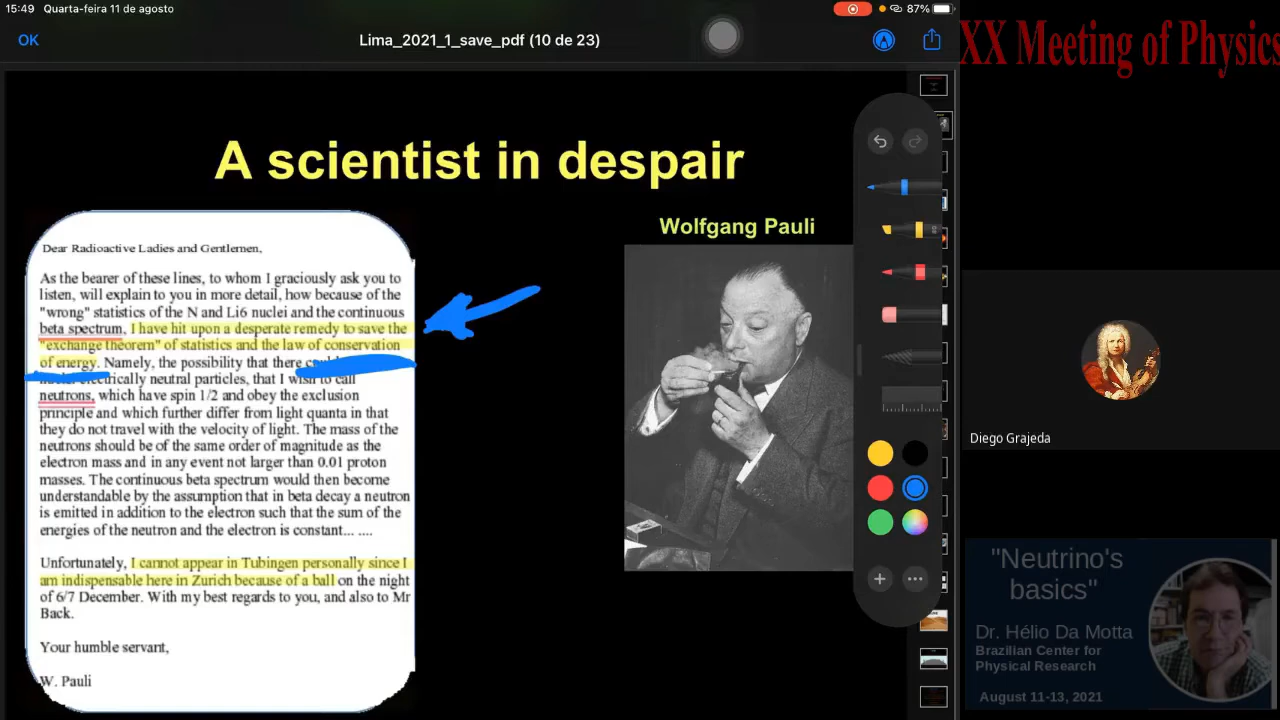 15:49 Quarta-feira 11 de agosto
87%
OK
Lima_2021_1_save_pdf (10 de 23)
XX Meeting of Physics
A scientist in despair
Wolfgang Pauli
Dear Radioactive Ladies and Gentlemen,
As the bearer of these lines, to whom I graciously ask you to
listen, will explain to you in more detail, how because of the
"wrong" statistics of the N and Li6 nuclei and the continuous
beta spectrum, I have hit upon a desperate remedy to save the
"exchange theorem" of statistics and the law of conservation
of energy. Namely, the possibility that there
electrically neutral particles, that I wish to call
neutrons, which have spin 1/2 and obey the exclusion
principle and which further differ from light quanta in that
they do not travel with the velocity of light. The mass of the
neutrons should be of the same order of magnitude as the
electron mass and in any event not larger than 0.01 proton
masses. The continuous beta spectrum would then become
understandable by the assumption that in beta decay a neutron
is emitted in addition to the electron such that the sum of the
energies of the neutron and the electron is constant... ....
Unfortunately, I cannot appear in Tubingen personally since I
am indispensable here in Zurich because of a ball on the night
of 6/7 December. With my best regards to you, and also to Mr
Back.
Your humble servant,
W. Pauli
Diego Grajeda
"Neutrino's
basics"
Dr. Hélio Da Motta
Brazilian Center for
Physical Research
August 11-13, 2021